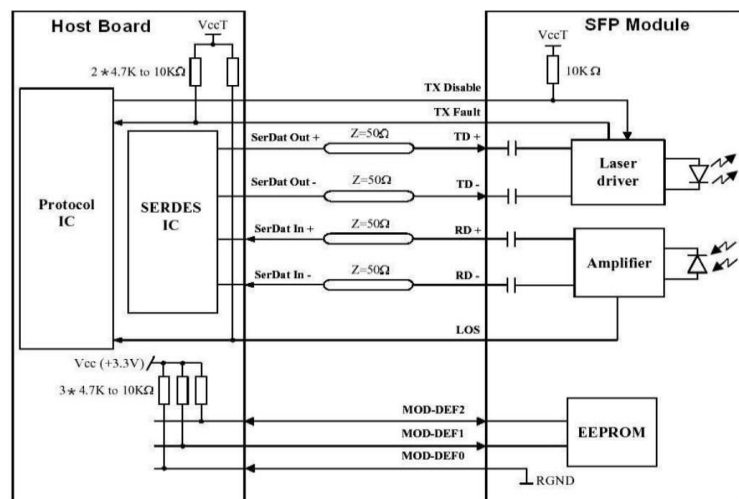 Host Board
SFP Module
VccT
VccT
2*4.7K to 10KΩ
10K Ω
TX Disable
TX Fault
SerDat Out +
Z=50Ω
TD +
SerDat Out -
Z=50Ω
TD -
Laser
driver
Protocol
IC
SERDES
IC
SerDat In +
Z=50Ω
RD +
SerDat In -
Z=50Ω
RD -
Amplifier
LOS
Vcc (+3.3V)
3*4.7K to 10KΩ
MOD-DEF2
MOD-DEF1
MOD-DEF0
EEPROM
RGND